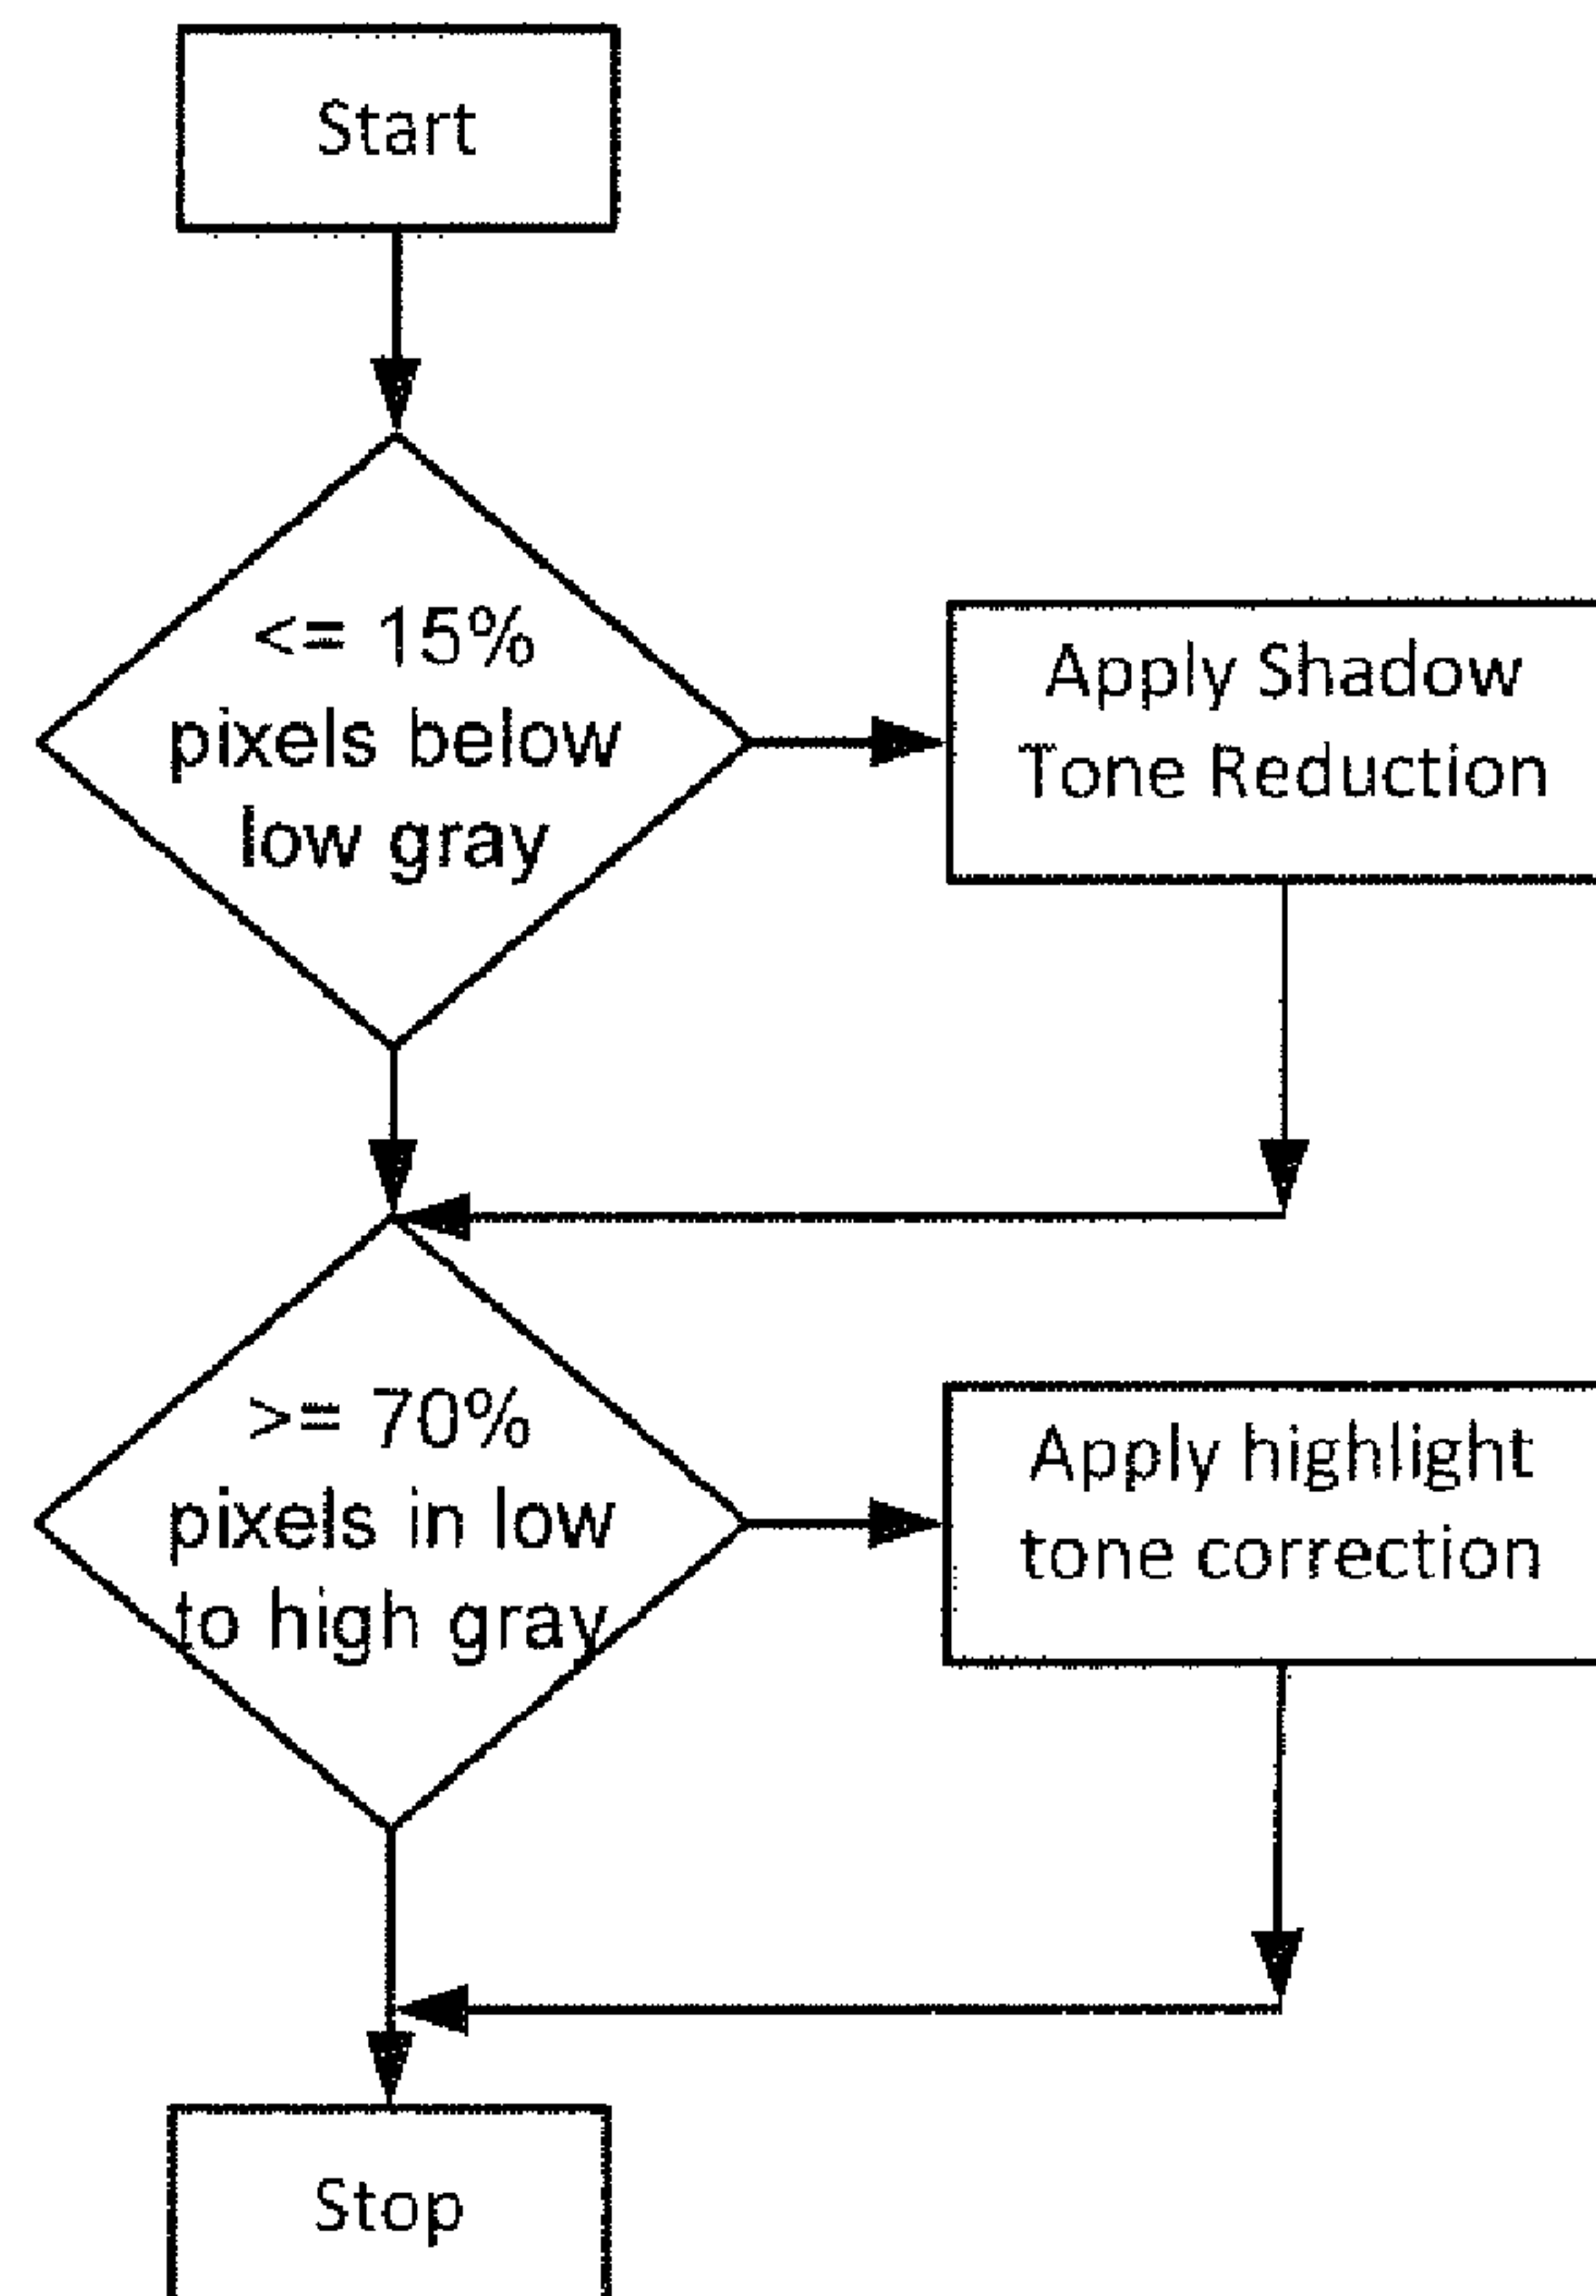 Start
<= 15%
pixels below
low gray
Apply Shadow
Tone Reduction
>= 70%
pixels in low
to high gray
Apply highlight
tone correction
Stop